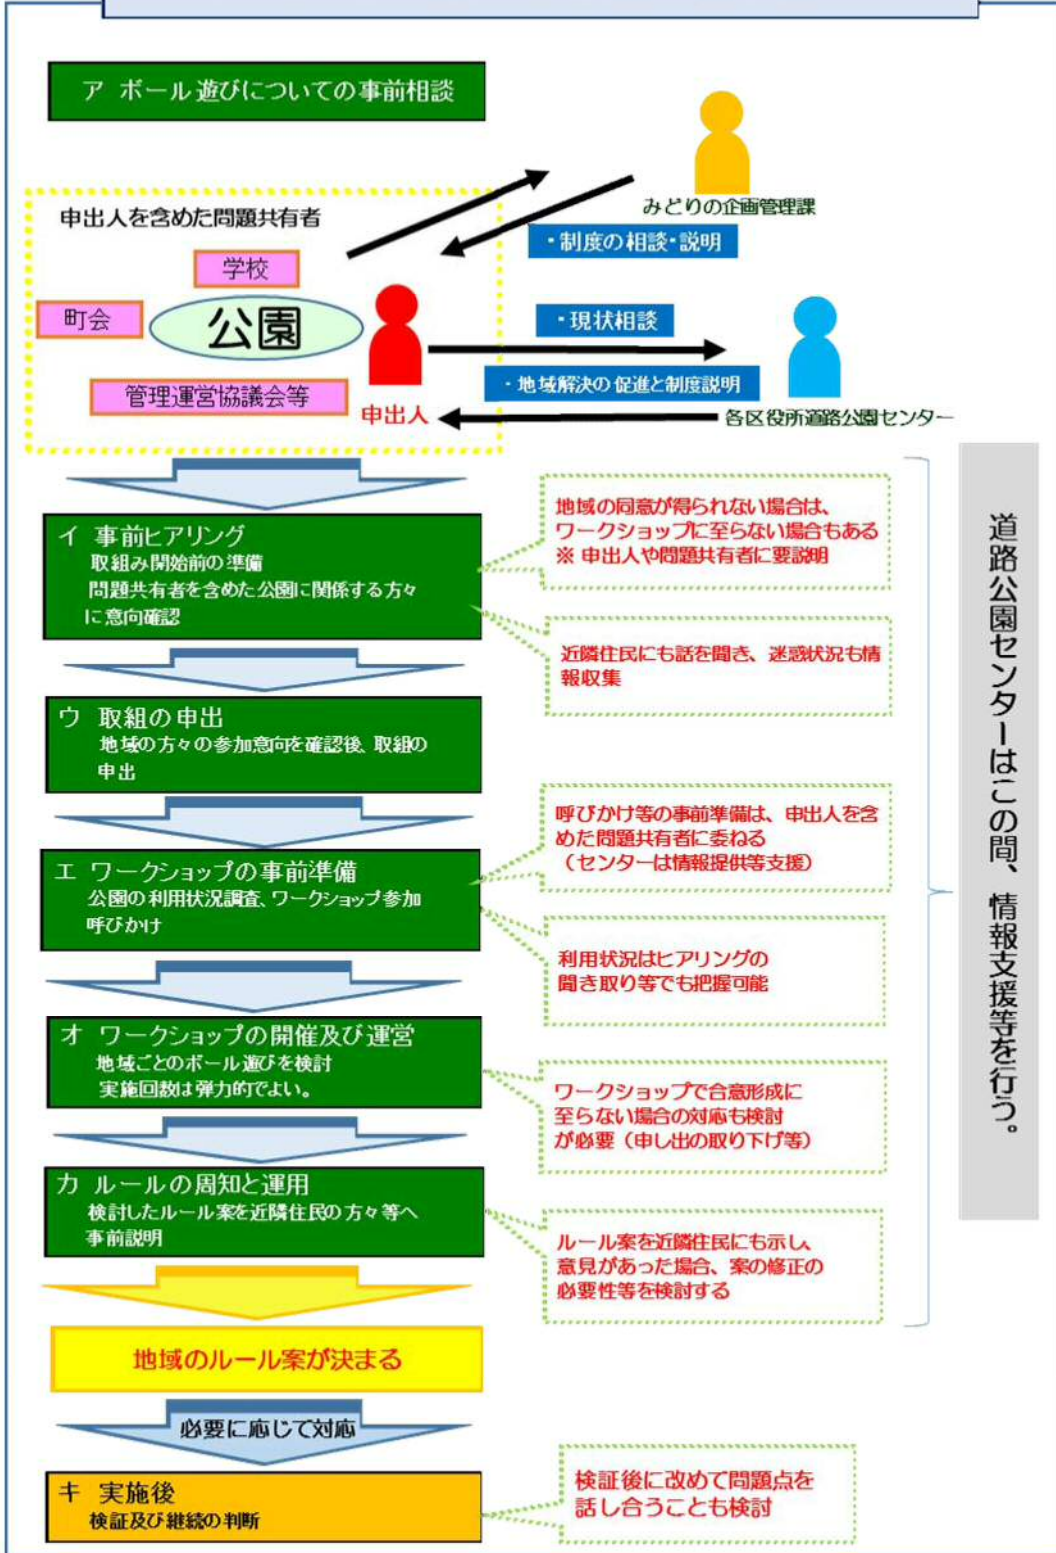 ア ボール遊びについての事前相談
みどりの企画管理課
申出人を含めた問題共有者
・制度の相談・説明
学校
町会
公園
・現状相談
管理運営協議会等
申出人
・地域解決の促進と制度説明
各区役所道路公園センター
イ 事前ヒアリング
取組み開始前の準備
問題共有者を含めた公園に関係する方々
に意向確認
地域の同意が得られない場合は、
ワークショップに至らない場合もある
※ 申出人や問題共有者に要説明
近隣住民にも話を聞き、迷惑状況も情
報収集
ウ 取組の申出
地域の方々の参加意向を確認後、取組の
申出
エ ワークショップの事前準備
公園の利用状況調査、ワークショップ参加
呼びかけ
呼びかけ等の事前準備は、申出人を含
めた問題共有者に委ねる
（センターは情報提供等支援）
利用状況はヒアリングの
聞き取り等でも把握可能
オ ワークショップの開催及び運営
地域ごとのボール遊びを検討
実施回数は弾力的でよい。
ワークショップで合意形成に
至らない場合の対応も検討
が必要（申し出の取り下げ等）
カ ルールの周知と運用
検討したルール案を近隣住民の方々等へ
事前説明
ルール案を近隣住民にも示し、
意見があった場合、案の修正の
必要性等を検討する
地域のルール案が決まる
必要に応じて対応
キ 実施後
検証及び継続の判断
検証後に改めて問題点を
話し合うことも検討
道路公園センターはこの間、情報支援等を行う。